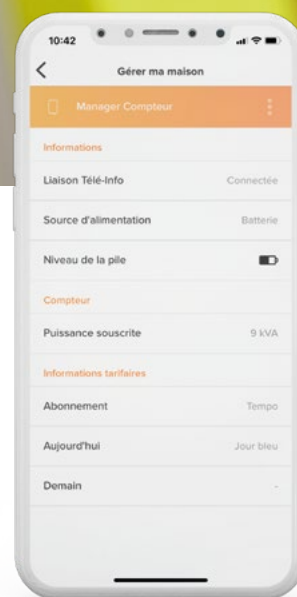 10:42
Gérer ma maison
Manager Compteur
Informations
Liaison Télé-Info Connectée
Source d'alimentation Batterie
Niveau de la pile
Compteur
Puissance souscrite 9 kVA
Informations tarifaires
Abonnement Tempo
Aujourd'hui Jour bleu
Demain -